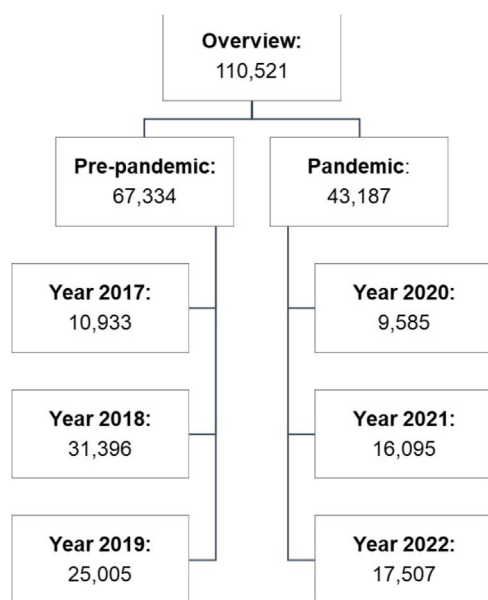 Overview:
110,521
Pre-pandemic:
67,334
Pandemic:
43,187
Year 2017:
10,933
Year 2020:
9,585
Year 2018:
31,396
Year 2021:
16,095
Year 2019:
25,005
Year 2022:
17,507